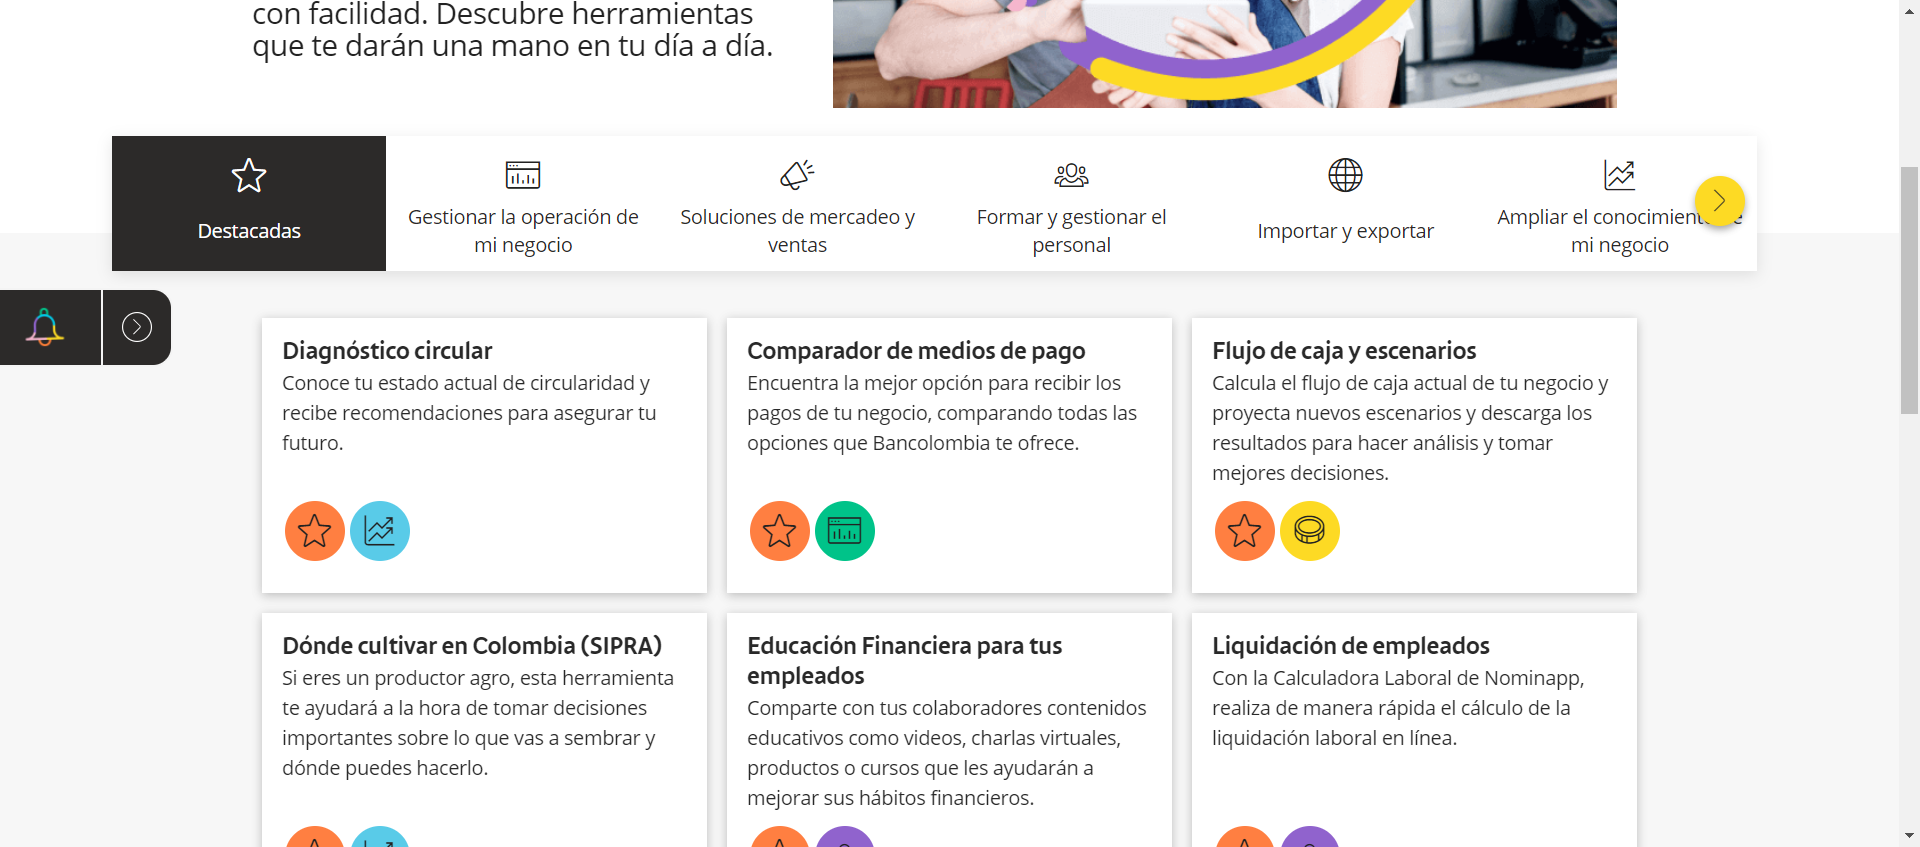 con facilidad. Descubre herramientas
que te darán una mano en tu día a día.
Destacadas
Gestionar la operación de
mi negocio
Soluciones de mercadeo y
ventas
Formar y gestionar el
personal
Importar y exportar
Ampliar el conocimiento
mi negocio
Diagnóstico circular
Conoce tu estado actual de circularidad y
recibe recomendaciones para asegurar tu
futuro.
Comparador de medios de pago
Encuentra la mejor opción para recibir los
pagos de tu negocio, comparando todas las
opciones que Bancolombia te ofrece.
Flujo de caja y escenarios
Calcula el flujo de caja actual de tu negocio y
proyecta nuevos escenarios y descarga los
resultados para hacer análisis y tomar
mejores decisiones.
Dónde cultivar en Colombia (SIPRA)
Si eres un productor agro, esta herramienta
te ayudará a la hora de tomar decisiones
importantes sobre lo que vas a sembrar y
dónde puedes hacerlo.
Educación Financiera para tus
empleados
Comparte con tus colaboradores contenidos
educativos como videos, charlas virtuales,
productos o cursos que les ayudarán a
mejorar sus hábitos financieros.
Liquidación de empleados
Con la Calculadora Laboral de Nominapp,
realiza de manera rápida el cálculo de la
liquidación laboral en línea.